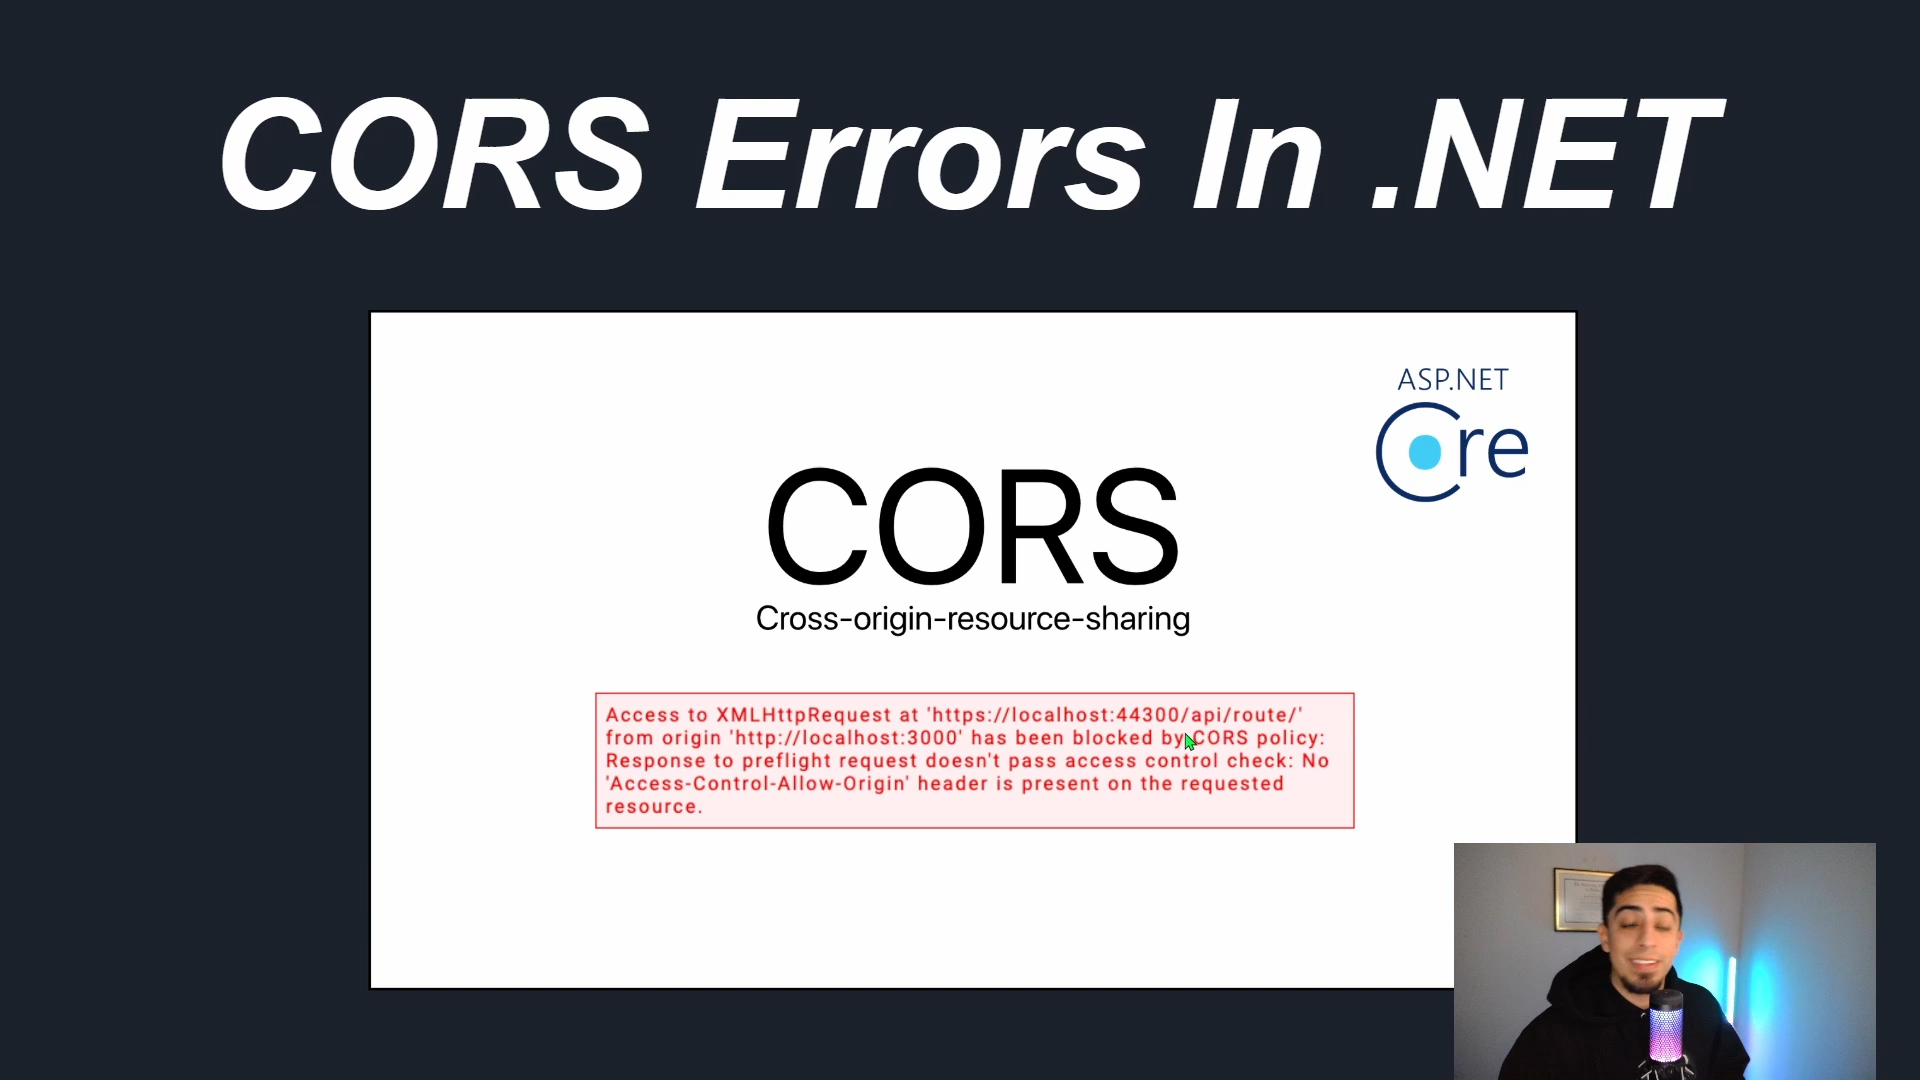 CORS Errors In .NET
ASP.NET
Core
CORS
Cross-origin-resource-sharing
Access to XMLHttpRequest at 'https://localhost:44300/api/route/'
from origin 'http://localhost:3000' has been blocked by CORS policy:
Response to preflight request doesn't pass access control check: No
'Access-Control-Allow-Origin' header is present on the requested
resource.